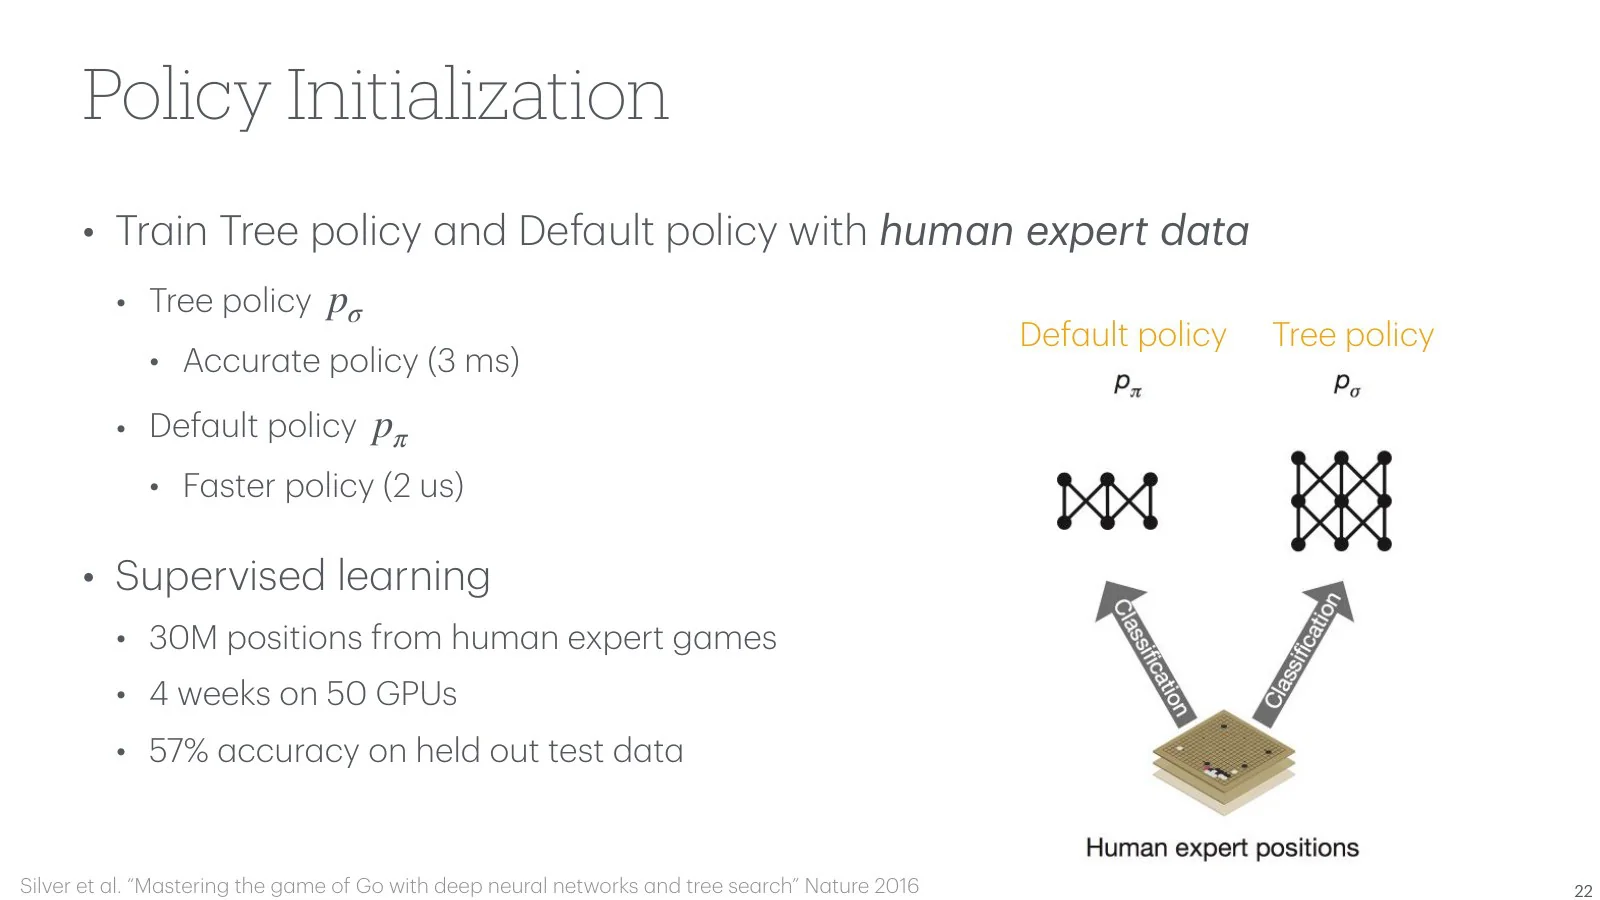 Policy Initialization
• Train Tree policy and Default policy with human expert data
• Tree policy pσ
• Accurate policy (3 ms)
• Default policy pπ
• Faster policy (2 us)
• Supervised learning
• 30M positions from human expert games
• 4 weeks on 50 GPUs
• 57% accuracy on held out test data
Default policy Tree policy
pπ pσ
Classification Classification
Human expert positions
Silver et al. “Mastering the game of Go with deep neural networks and tree search” Nature 2016
22